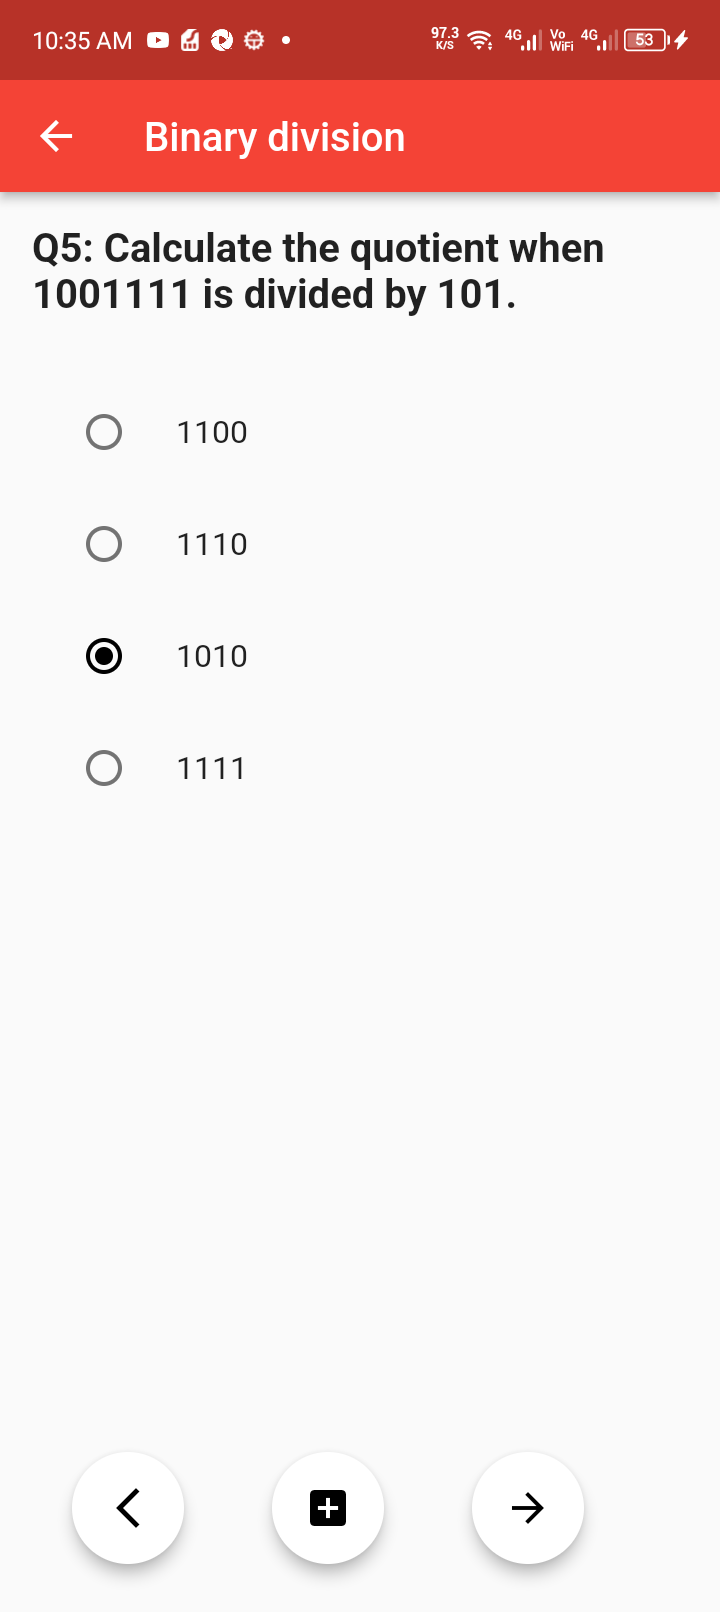 10:35 AM 97.3 K/S 4G Vo WiFi 4G 53
Binary division
Q5: Calculate the quotient when
1001111 is divided by 101.
1100
1110
1010
1111